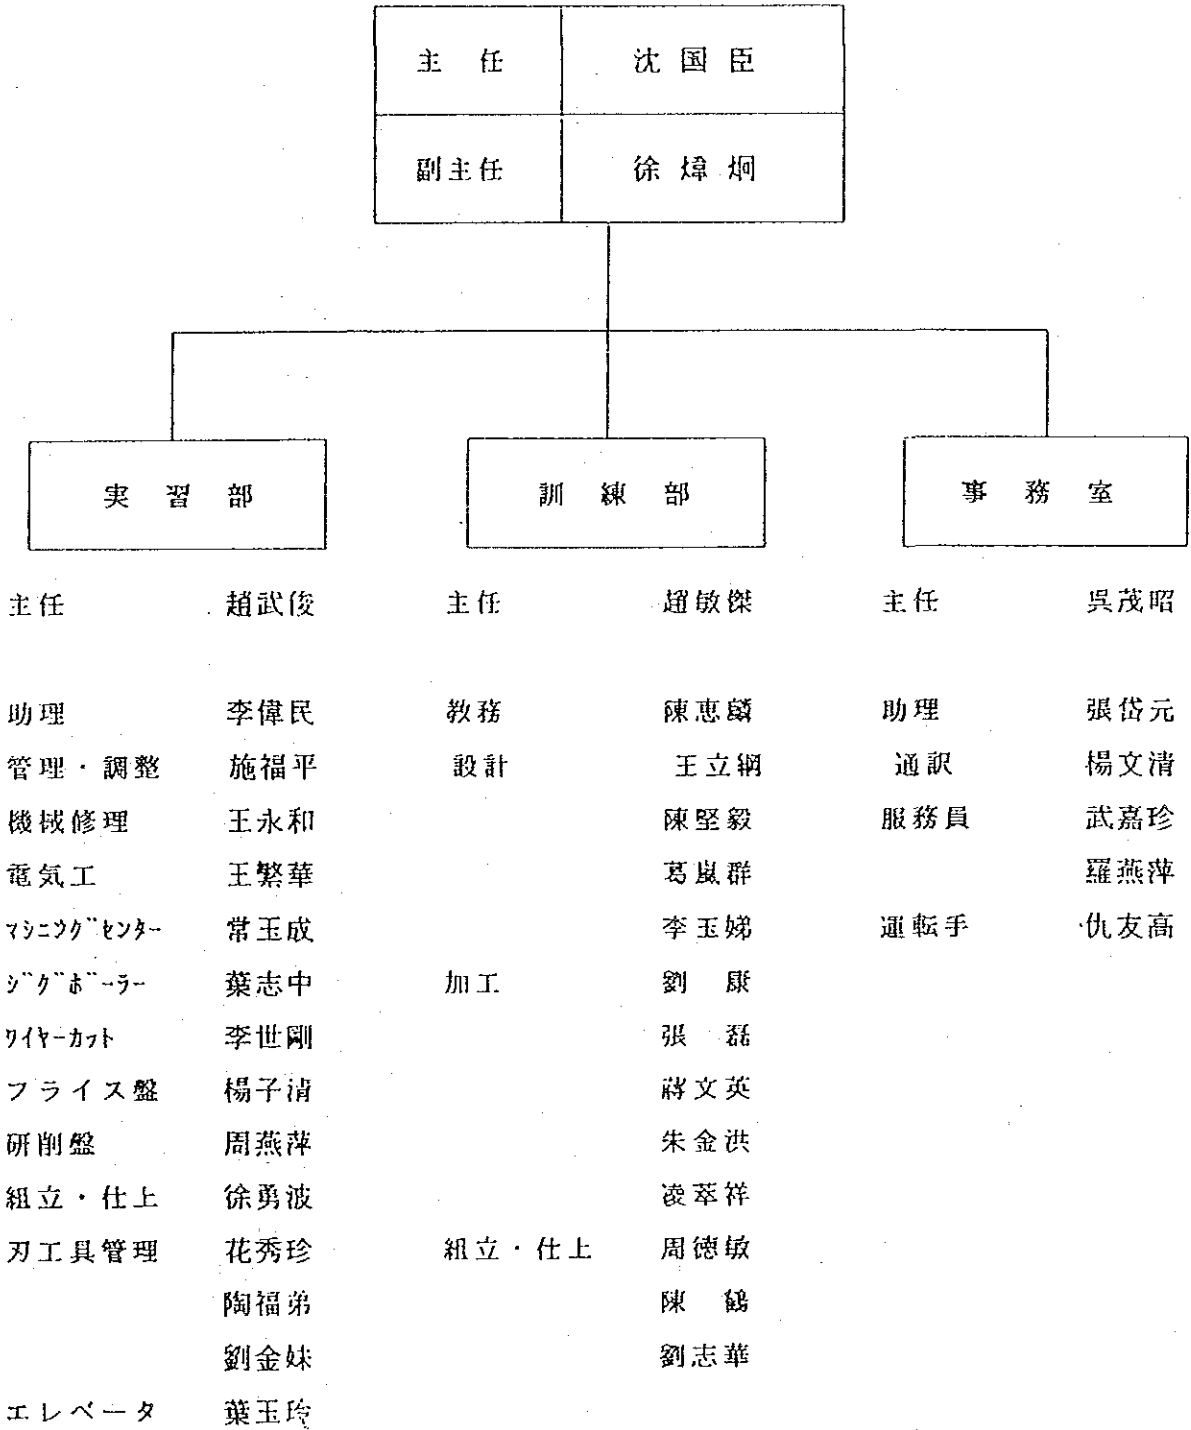 主任 沈国臣
副主任 徐煒炯
実習部 訓練部 事務室
主任 趙武俊 主任 趙敏傑 主任 呉茂昭
助理 李偉民 教務 陳恵麟 助理 張岱元
管理・調整 施福平 設計 王立綱 通訳 楊文清
機械修理 王永和 陳堅毅 服務員 武嘉珍
電気工 王繁華 葛嵐群 羅燕萍
マシニングセンター 常玉成 李玉娣 運転手 仇友高
ジグボーラー 葉志中 加工 劉康
ワイヤーカット 李世剛 張磊
フライス盤 楊子清 蒋文英
研削盤 周燕萍 朱金洪
組立・仕上 徐勇波 凌萃祥
刃工具管理 花秀珍 組立・仕上 周徳敏
陶福弟 陳鶴
劉金妹 劉志華
エレベータ 葉玉玲